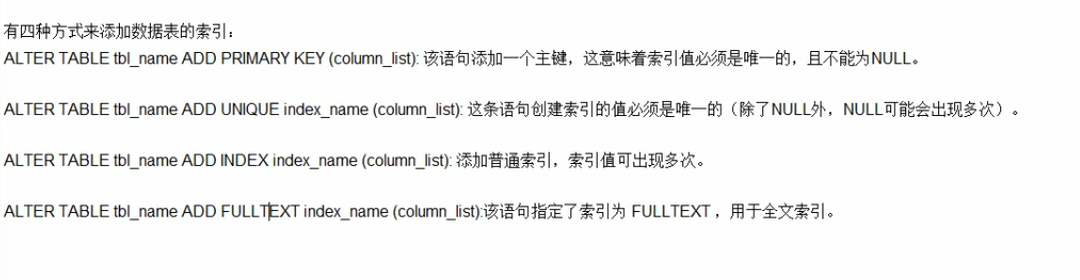 有四种方式来添加数据表的索引：
ALTER TABLE tbl_name ADD PRIMARY KEY (column_list): 该语句添加一个主键，这意味着索引值必须是唯一的，且不能为NULL。
ALTER TABLE tbl_name ADD UNIQUE index_name (column_list): 这条语句创建索引的值必须是唯一的（除了NULL外，NULL可能会出现多次）。
ALTER TABLE tbl_name ADD INDEX index_name (column_list): 添加普通索引，索引值可出现多次。
ALTER TABLE tbl_name ADD FULLTEXT index_name (column_list):该语句指定了索引为 FULLTEXT ，用于全文索引。